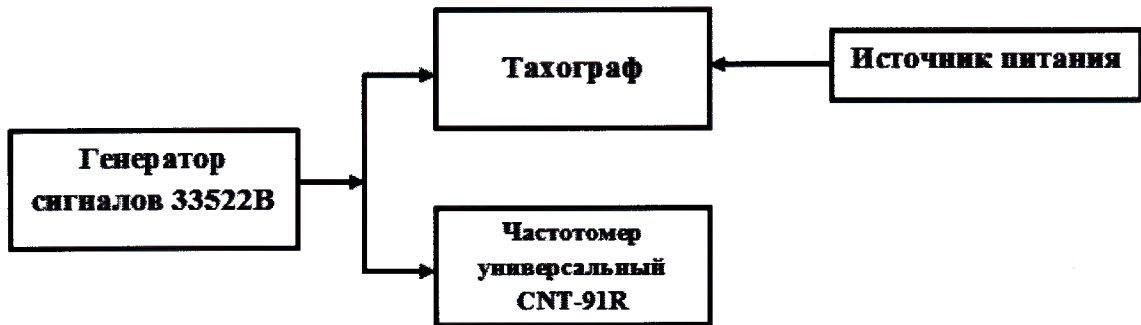 Тахограф
Источник питания
Генератор
сигналов 33522B
Частотомер
универсальный
CNT-91R